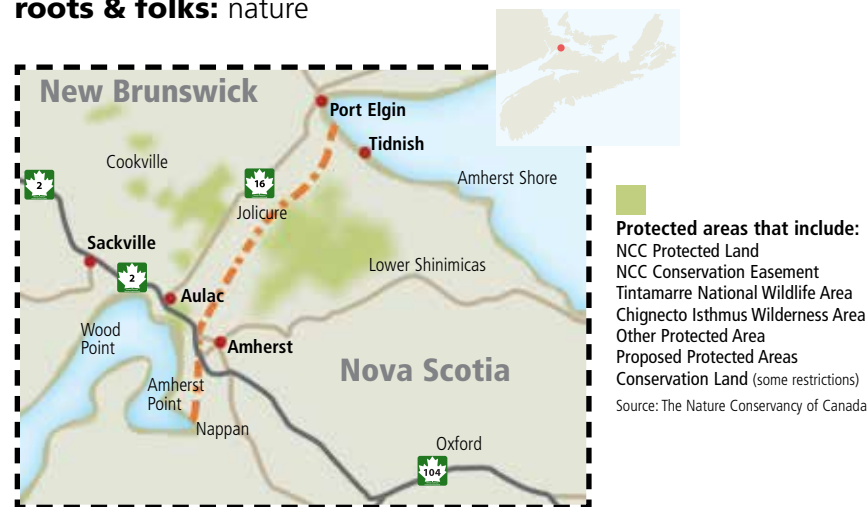 roots & folks: nature
New Brunswick
Port Elgin
Tidnish
Cookville
2
16
Amherst Shore
Jolicure
Sackville
Lower Shinimicas
2
Aulac
Wood
Point
Amherst
Nova Scotia
Amherst
Point
Nappan
Oxford
104
Protected areas that include:
NCC Protected Land
NCC Conservation Easement
Tintamarre National Wildlife Area
Chignecto Isthmus Wilderness Area
Other Protected Area
Proposed Protected Areas
Conservation Land (some restrictions)
Source: The Nature Conservancy of Canada